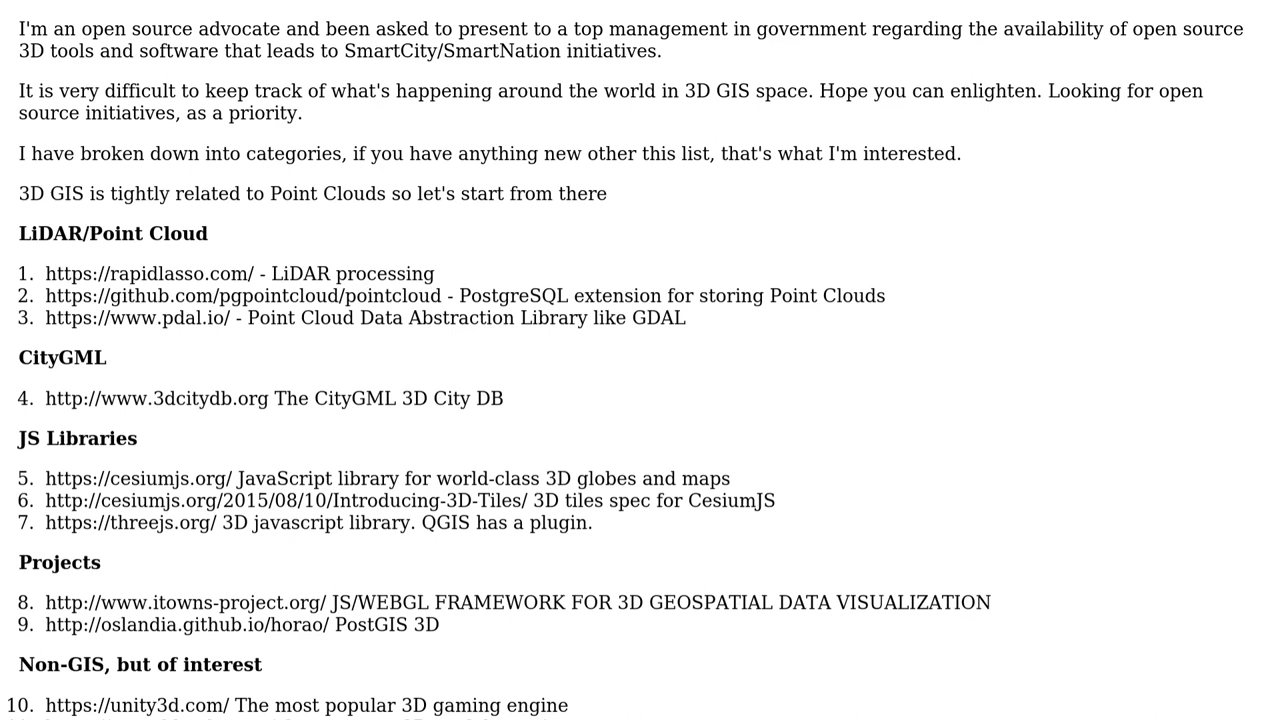 I'm an open source advocate and been asked to present to a top management in government regarding the availability of open source
3D tools and software that leads to SmartCity/SmartNation initiatives.
It is very difficult to keep track of what's happening around the world in 3D GIS space. Hope you can enlighten. Looking for open
source initiatives, as a priority.
I have broken down into categories, if you have anything new other this list, that's what I'm interested.
3D GIS is tightly related to Point Clouds so let's start from there
LiDAR/Point Cloud
1. https://rapidlasso.com/ - LiDAR processing
2. https://github.com/pgpointcloud/pointcloud - PostgreSQL extension for storing Point Clouds
3. https://www.pdal.io/ - Point Cloud Data Abstraction Library like GDAL
CityGML
4. http://www.3dcitydb.org The CityGML 3D City DB
JS Libraries
5. https://cesiumjs.org/ JavaScript library for world-class 3D globes and maps
6. http://cesiumjs.org/2015/08/10/Introducing-3D-Tiles/ 3D tiles spec for CesiumJS
7. https://threejs.org/ 3D javascript library. QGIS has a plugin.
Projects
8. http://www.itowns-project.org/ JS/WEBGL FRAMEWORK FOR 3D GEOSPATIAL DATA VISUALIZATION
9. http://oslandia.github.io/horao/ PostGIS 3D
Non-GIS, but of interest
10. https://unity3d.com/ The most popular 3D gaming engine